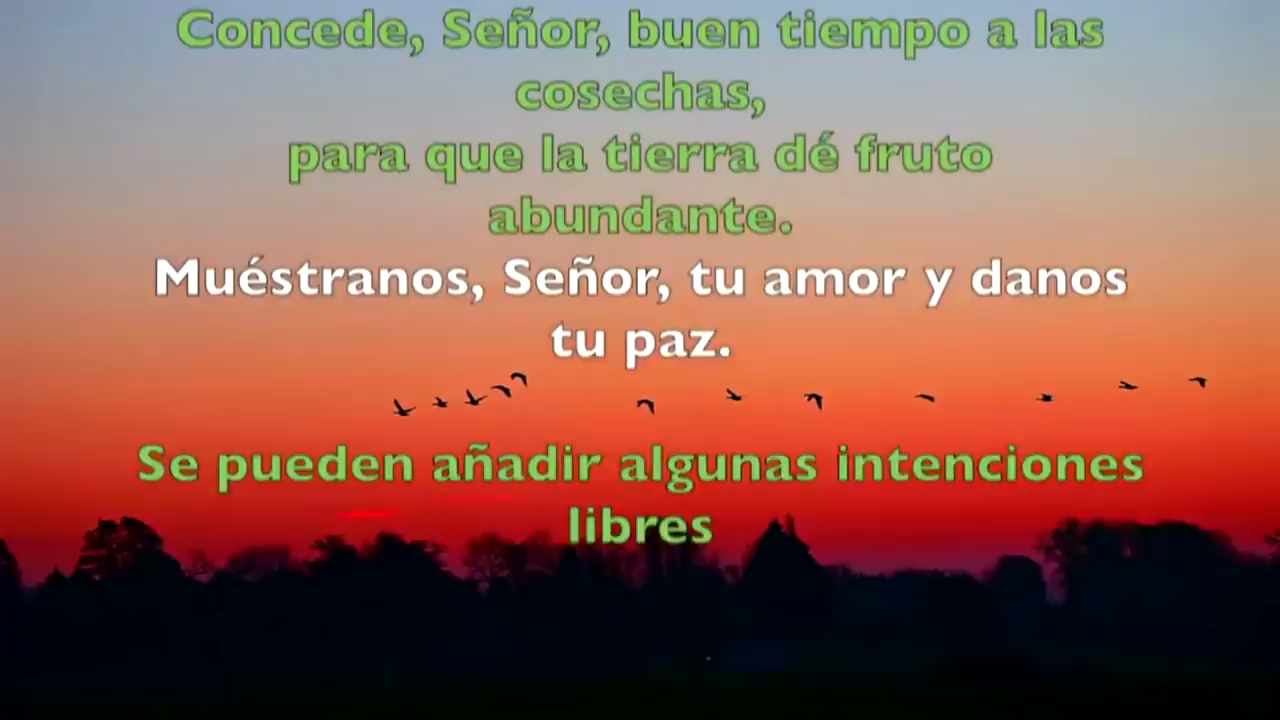 Concede, Señor, buen tiempo a las
cosechas,
para que la tierra dé fruto
abundante.
Muéstranos, Señor, tu amor y danos
tu paz.
Se pueden añadir algunas intenciones
libres